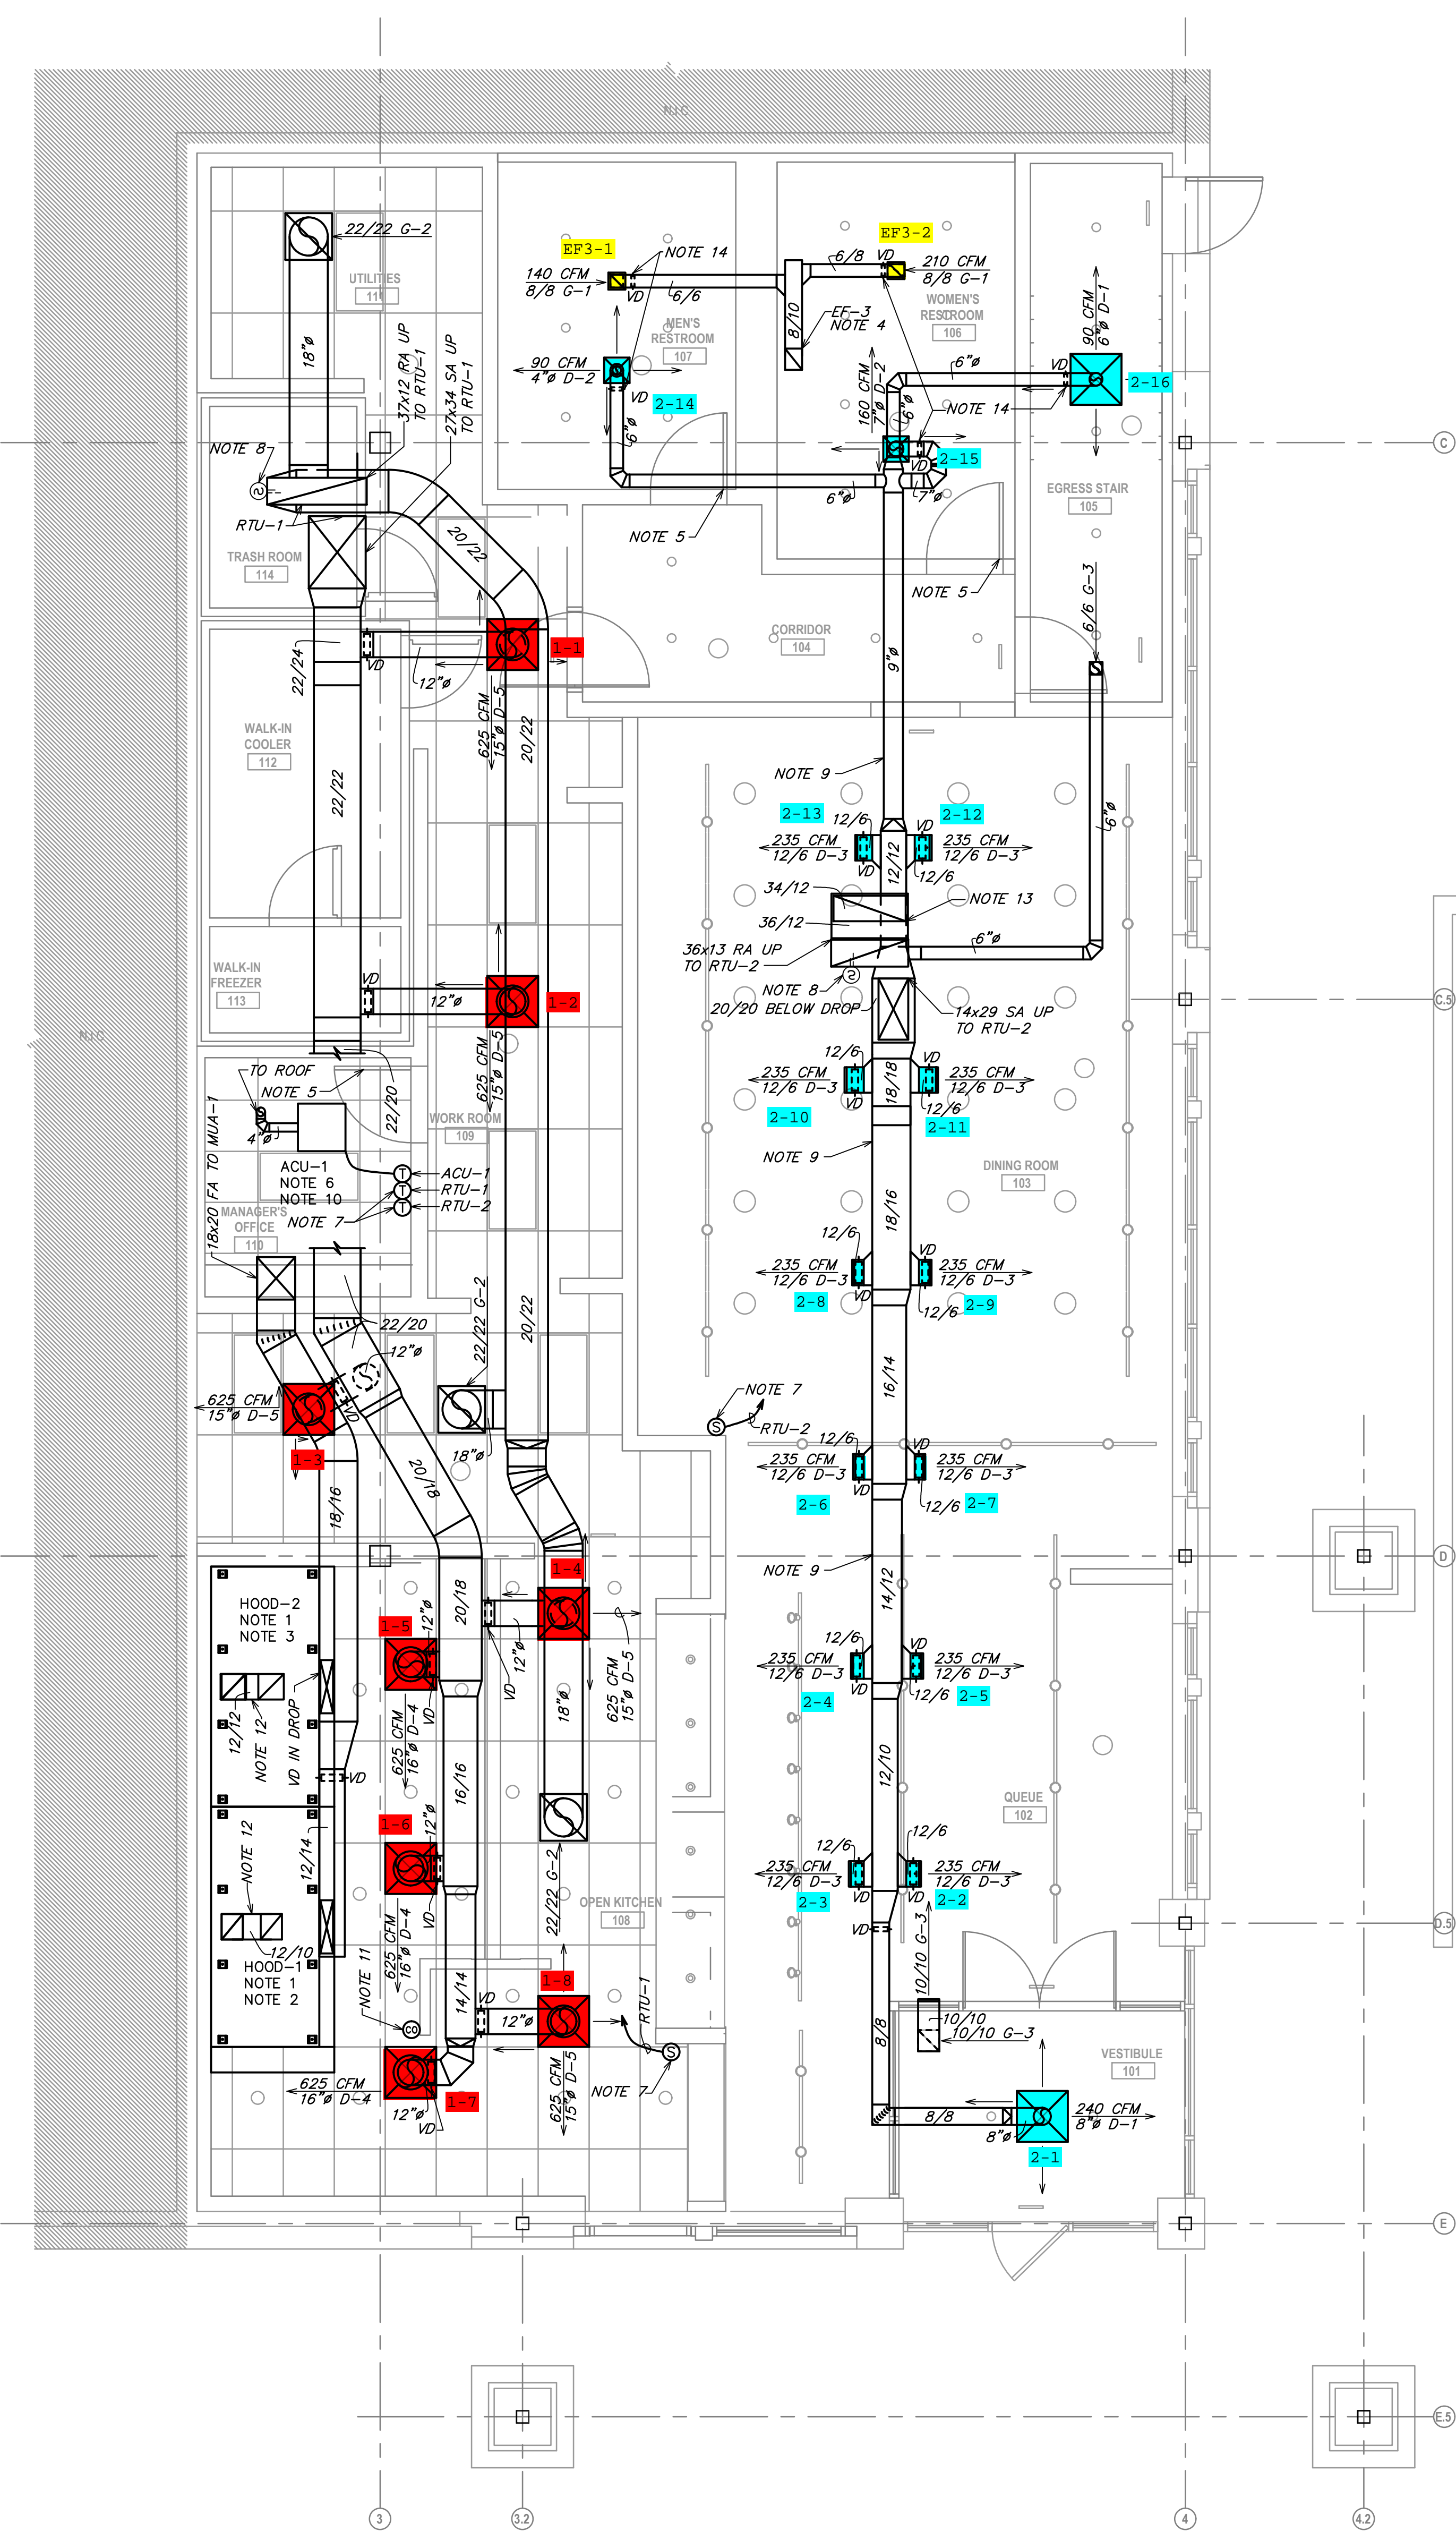 N.I.C
EF3-1
NOTE 14
140 CFM
8/8 G-1
VD
6/6
EF3-2
VD
6/8
210 CFM
8/8 G-1
8/10
EF-3
NOTE 4
WOMEN'S
RESTROOM
106
MEN'S
RESTROOM
107
22/22 G-2
UTILITIES
111
18"ø
37x12 RA UP
TO RTU-1
27x34 SA UP
TO RTU-1
90 CFM
4"ø D-2
VD
2-14
6"ø
160 CFM
7"ø D-2
6"ø
6"ø
VD
90 CFM
6"ø D-1
2-16
NOTE 14
2-15
VD
7"ø
6"ø
NOTE 8
S
RTU-1
20/22
TRASH ROOM
114
NOTE 5
NOTE 5
EGRESS STAIR
105
6/6 G-3
C
CORRIDOR
104
1-1
VD
12"ø
22/24
625 CFM
15"ø D-5
20/22
9"ø
WALK-IN
COOLER
112
22/22
NOTE 9
2-13
2-12
12/6
VD
235 CFM
12/6 D-3
235 CFM
12/6 D-3
VD
12/6
12/12
6"ø
34/12
NOTE 13
36/12
36x13 RA UP
TO RTU-2
6"ø
NOTE 8
S
20/20 BELOW DROP
14x29 SA UP
TO RTU-2
WALK-IN
FREEZER
113
VD
12"ø
1-2
625 CFM
15"ø D-5
C.5
N.I.C
TO ROOF
NOTE 5
4"ø
22/20
WORK ROOM
109
12/6
VD
235 CFM
12/6 D-3
235 CFM
12/6 D-3
VD
12/6
18/18
2-10
2-11
NOTE 9
DINING ROOM
103
18x20 FA TO MUA-1
ACU-1
NOTE 6
NOTE 10
T
ACU-1
T
RTU-1
T
RTU-2
NOTE 7
MANAGER'S
OFFICE
110
18/16
12/6
VD
235 CFM
12/6 D-3
235 CFM
12/6 D-3
VD
12/6
2-8
2-9
22/20
12"ø
22/22 G-2
20/22
16/14
625 CFM
15"ø D-5
VD
1-3
18"ø
NOTE 7
S
RTU-2
12/6
VD
235 CFM
12/6 D-3
235 CFM
12/6 D-3
VD
12/6
2-6
2-7
20/18
18/16
NOTE 9
D
1-4
14/12
HOOD-2
NOTE 1
NOTE 3
20/18
1-5
12"ø
12"ø
VD
VD
625 CFM
15"ø D-5
18"ø
12/6
VD
235 CFM
12/6 D-3
235 CFM
12/6 D-3
VD
12/6
2-4
2-5
12/12
NOTE 12
VD IN DROP
VD
625 CFM
16"ø D-4
16/16
12/10
QUEUE
102
1-6
12"ø
NOTE 12
12/14
12/6
12/6
235 CFM
12/6 D-3
235 CFM
12/6 D-3
VD
VD
2-3
2-2
VD
625 CFM
16"ø D-4
22/22 G-2
OPEN KITCHEN
108
VD
D.5
12/10
HOOD-1
NOTE 1
NOTE 2
NOTE 11
CO
14/14
1-8
VD
12"ø
RTU-1
S
NOTE 7
10/10 G-3
10/10
10/10 G-3
8/8
VESTIBULE
101
625 CFM
16"ø D-4
12"ø
VD
1-7
625 CFM
15"ø D-5
8/8
8"ø
240 CFM
8"ø D-1
2-1
E
E.5
3
3.2
4
4.2